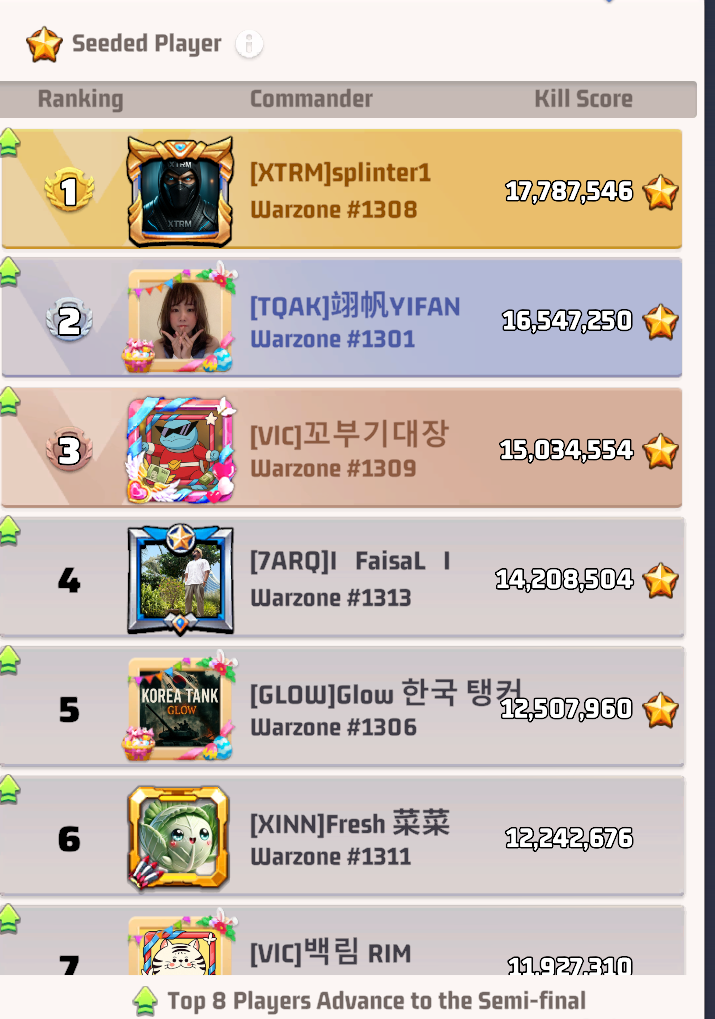 Seeded Player
Ranking Commander Kill Score
1
XTRM
XTRM
[XTRM]splinter1
Warzone #1308
17,787,546
2
[TQAK]翊帆YIFAN
Warzone #1301
16,547,250
3
[VIC]꼬부기대장
Warzone #1309
15,034,554
4
[7ARQ]I FaisaL I
Warzone #1313
14,208,504
5
KOREA TANK
GLOW
[GLOW]Glow 한국 탱커
Warzone #1306
12,507,960
6
[XINN]Fresh 菜菜
Warzone #1311
12,242,676
7
[VIC]백림 RIM
11,927,310
Top 8 Players Advance to the Semi-final